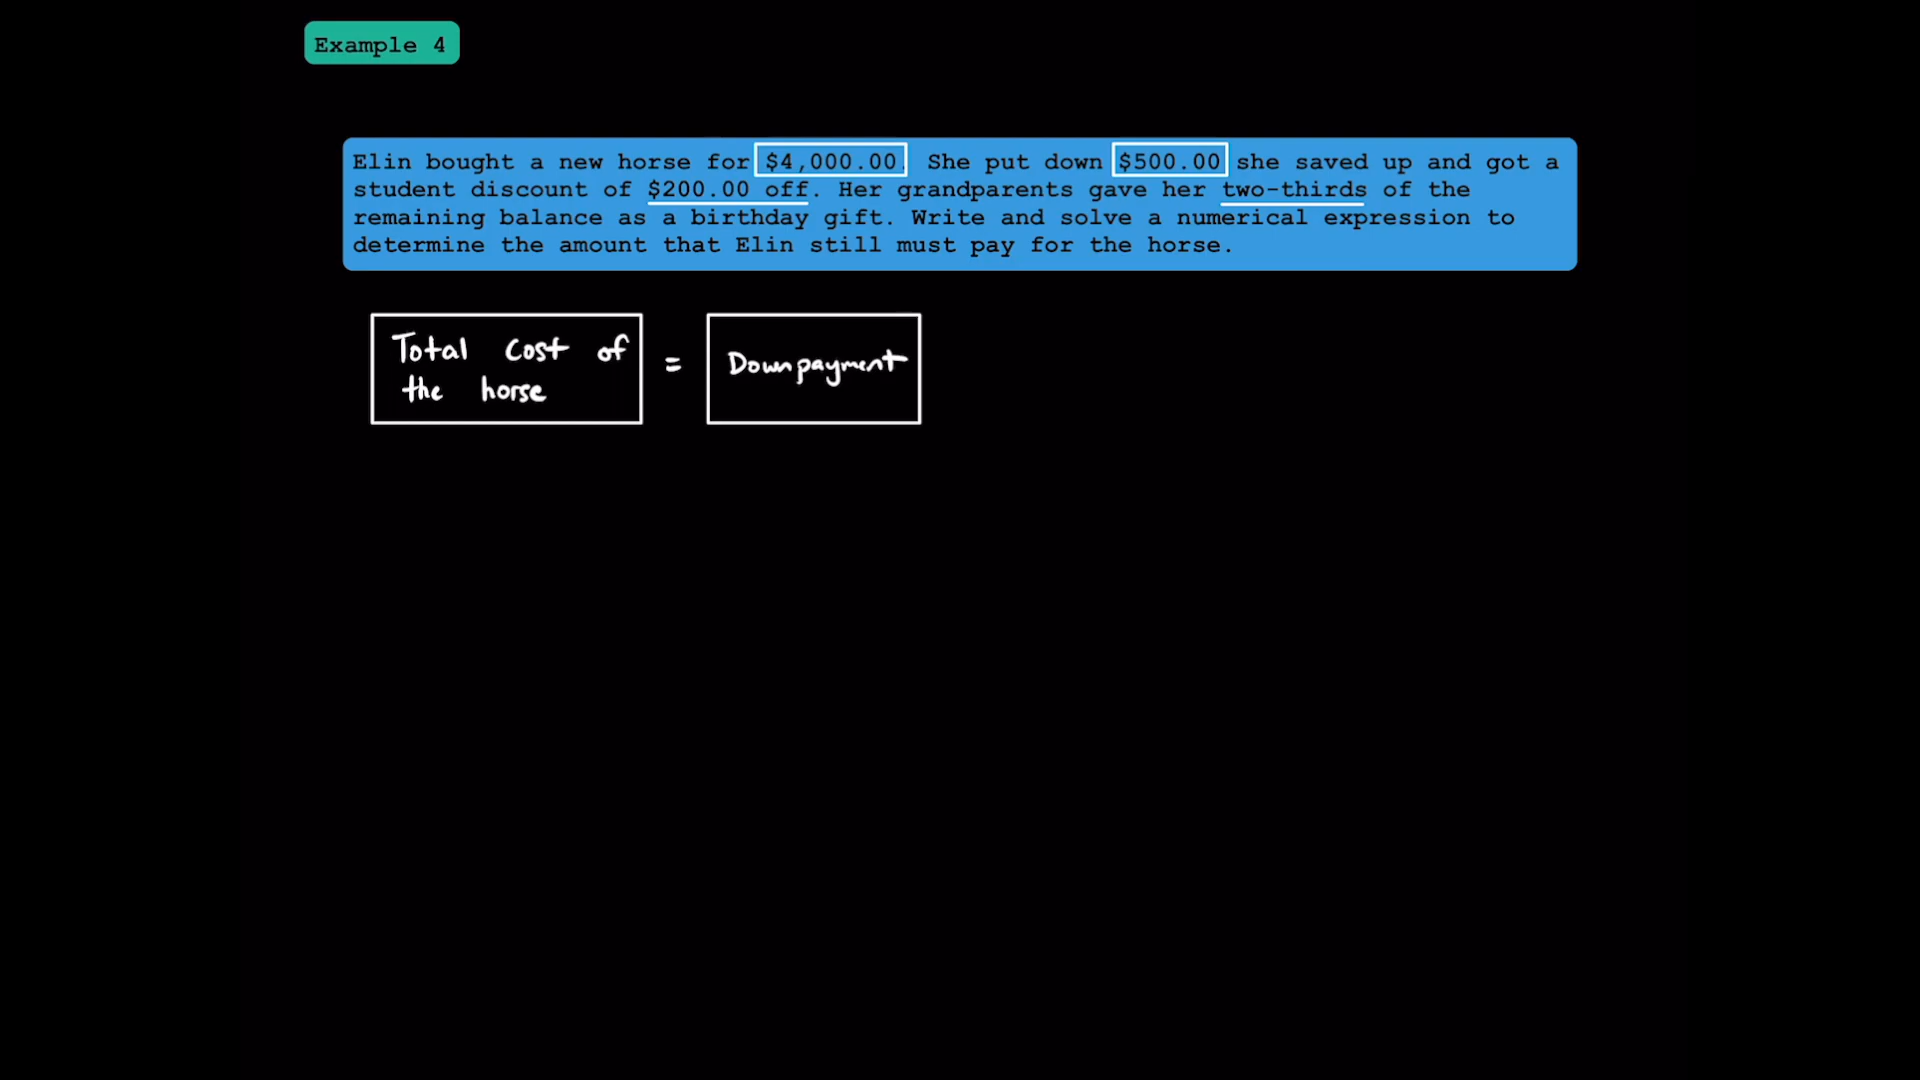 Example 4
Elin bought a new horse for $4,000.00. She put down $500.00 she saved up and got a
student discount of $200.00 off. Her grandparents gave her two-thirds of the
remaining balance as a birthday gift. Write and solve a numerical expression to
determine the amount that Elin still must pay for the horse.
Total Cost of
the horse
=
Downpayment